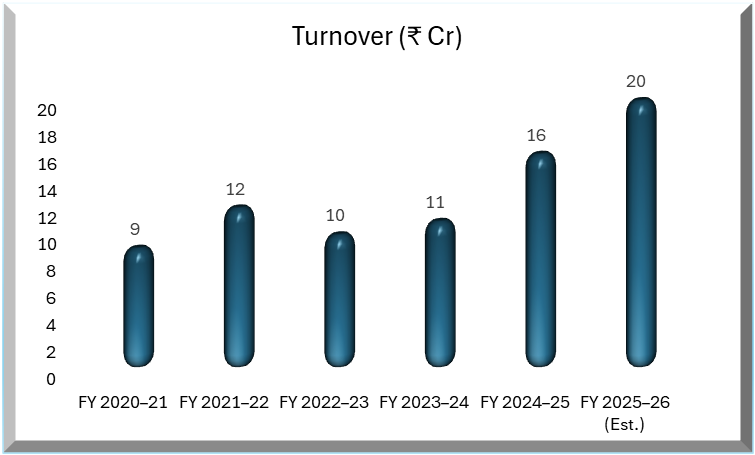 Turnover (₹ Cr)
20
18
16
14
12
10
8
6
4
2
0
9
12
10
11
16
20
FY 2020–21
FY 2021–22
FY 2022–23
FY 2023–24
FY 2024–25
FY 2025–26
(Est.)